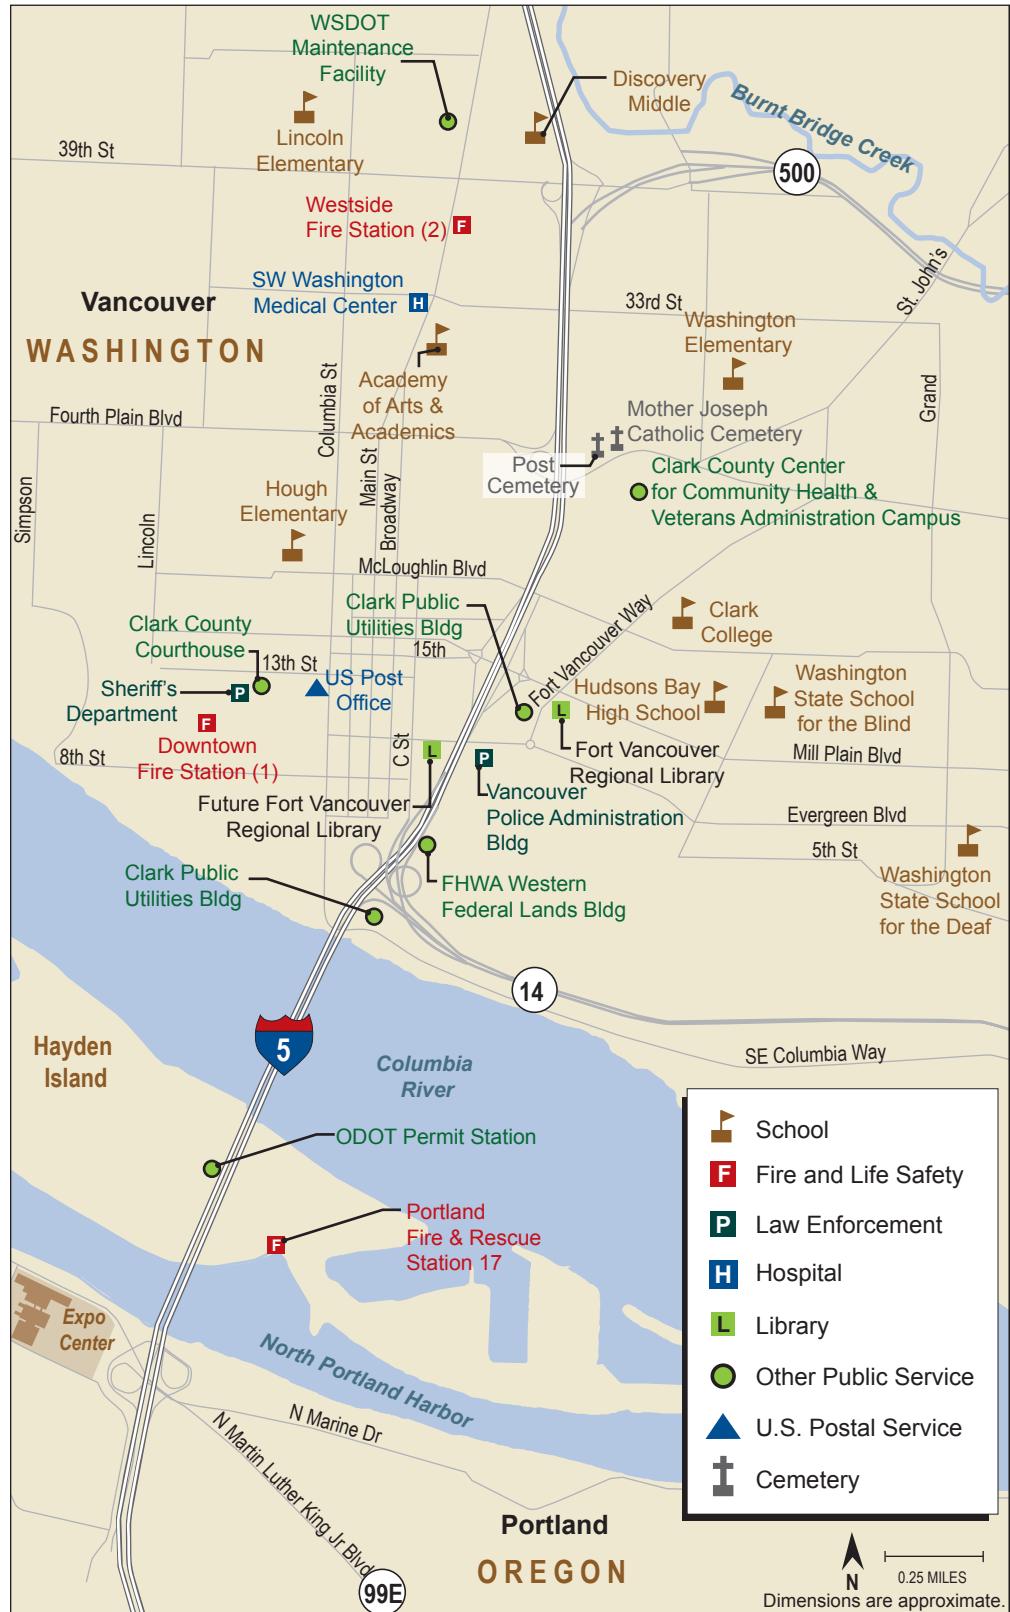 WSDOT
Maintenance
Facility
Discovery
Middle
Burnt Bridge Creek
Lincoln
Elementary
39th St
500
Westside
Fire Station (2)
F
St. John's
SW Washington
Medical Center
H
Vancouver
WASHINGTON
33rd St
Washington
Elementary
Columbia St
Academy
of Arts &
Academics
Grand
Fourth Plain Blvd
Mother Joseph
Catholic Cemetery
Post
Cemetery
Clark County Center
for Community Health &
Veterans Administration Campus
Simpson
Lincoln
Main St
Broadway
Hough
Elementary
McLoughlin Blvd
Clark Public
Utilities Bldg
Fort Vancouver Way
Clark
College
Clark County
Courthouse
15th
13th St
US Post
Office
Sheriff's
Department
P
Hudsons Bay
High School
Washington
State School
for the Blind
L
F
Downtown
Fire Station (1)
8th St
C St
L
P
Fort Vancouver
Regional Library
Mill Plain Blvd
Future Fort Vancouver
Regional Library
Vancouver
Police Administration
Bldg
Evergreen Blvd
5th St
Clark Public
Utilities Bldg
FHWA Western
Federal Lands Bldg
Washington
State School
for the Deaf
14
5
Hayden
Island
Columbia
River
SE Columbia Way
ODOT Permit Station
Portland
Fire & Rescue
Station 17
F
Expo
Center
North Portland Harbor
N Marine Dr
N Martin Luther King Jr Blvd
99E
Portland
OREGON
School
F Fire and Life Safety
P Law Enforcement
H Hospital
L Library
Other Public Service
U.S. Postal Service
Cemetery
N
0.25 MILES
Dimensions are approximate.